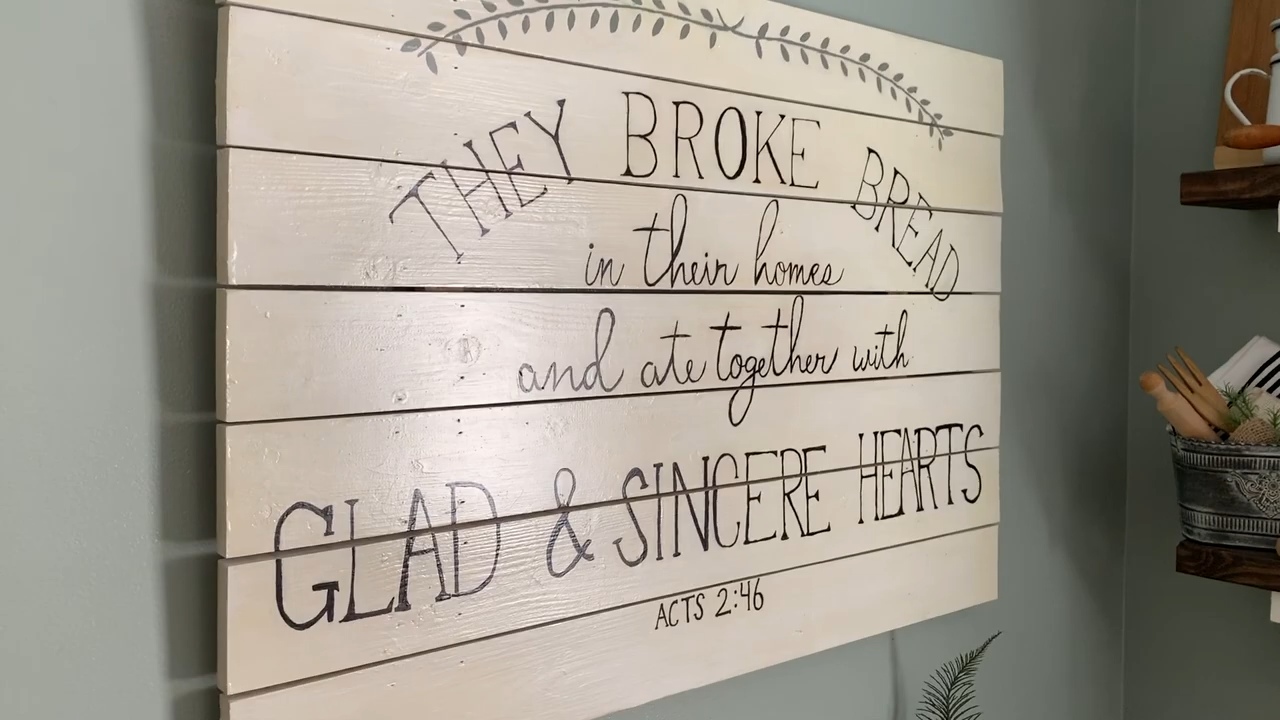 THEY BROKE BREAD
in their homes
and ate together with
GLAD & SINCERE HEARTS
ACTS 2:46